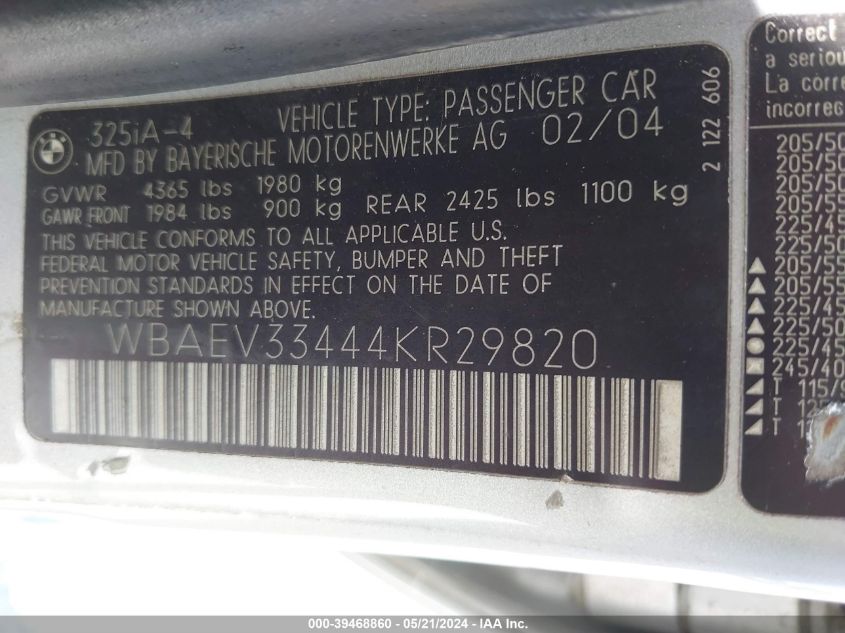 325iA-4 VEHICLE TYPE: PASSENGER CAR
MFD BY BAYERISCHE MOTORENWERKE AG 02/04
GVWR 4365 lbs 1980 kg
GAWR FRONT 1984 lbs 900 kg REAR 2425 lbs 1100 kg
THIS VEHICLE CONFORMS TO ALL APPLICABLE U.S.
FEDERAL MOTOR VEHICLE SAFETY, BUMPER AND THEFT
PREVENTION STANDARDS IN EFFECT ON THE DATE OF
MANUFACTURE SHOWN ABOVE.
WBAEV33444KR29820
2 122 606
Correct
a seriou
La corre
incorrec
205/50
205/50
205/50
205/55
225/45
225/50
205/55
205/55
225/45
225/50
225/45
245/40
T 115/9
T 12
T 1
000-39468860 - 05/21/2024 - IAA Inc.